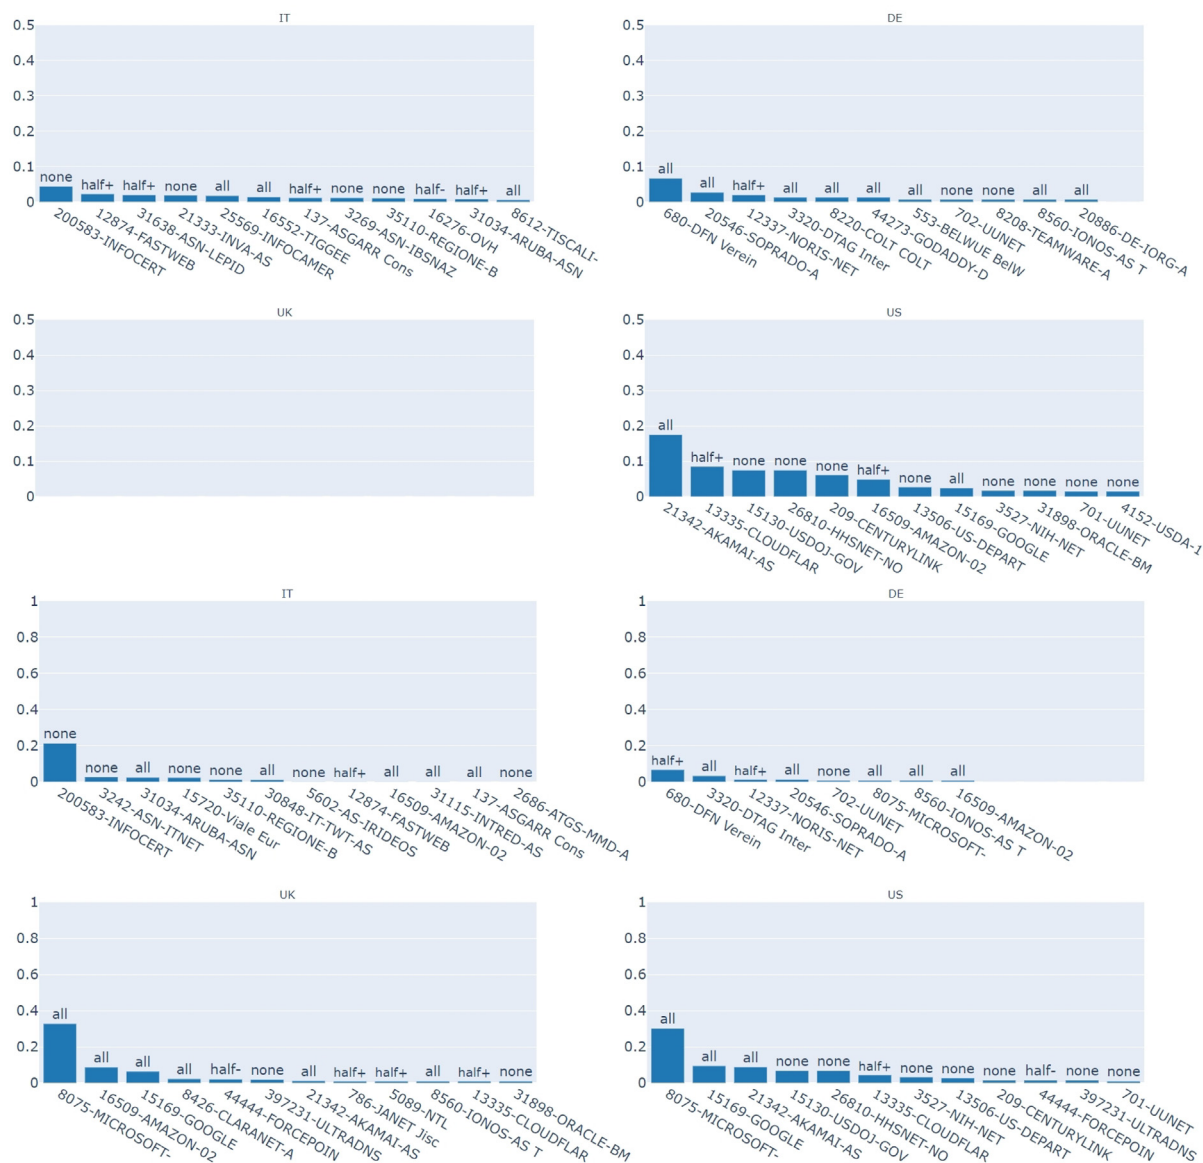 IT
0.5
0.4
0.3
0.2
0.1
0
none half+ half+ none all all half+ none none half- half+ all
200583-INFOCERT
12874-FASTWEB
31638-ASN-LEPID
21333-INVA-AS
25569-INFOCAMER
16552-TIGGEE
137-ASGARR Cons
3269-ASN-IBSNAZ
35110-REGIONE-B
16276-OVH
31034-ARUBA-ASN
8612-TISCALI-
DE
0.5
0.4
0.3
0.2
0.1
0
all all half+ all all all all none none all all
680-DFN Verein
20546-SOPRADO-A
12337-NORIS-NET
3320-DTAG Inter
8220-COLT COLT
44273-GODADDY-D
553-BELWUE BelW
702-UUNET
8208-TEAMWARE-A
8560-IONOS-AS T
20886-DE-IORG-A
UK
0.5
0.4
0.3
0.2
0.1
0
US
0.5
0.4
0.3
0.2
0.1
0
all half+ none none none half+ none all none none none none
21342-AKAMAI-AS
13335-CLOUDFLAR
15130-USDOJ-GOV
26810-HHSNET-NO
209-CENTURYLINK
16509-AMAZON-02
13506-US-DEPART
15169-GOOGLE
3527-NIH-NET
31898-ORACLE-BM
701-UUNET
4152-USDA-1
IT
1
0.8
0.6
0.4
0.2
0
none none all none none all none half+ all all all none
200583-INFOCERT
3242-ASN-ITNET
31034-ARUBA-ASN
15720-Viale Eur
35110-REGIONE-B
30848-IT-TWT-AS
5602-AS-IRIDEOS
12874-FASTWEB
16509-AMAZON-02
31115-INTRED-AS
137-ASGARR Cons
2686-ATGS-MMD-A
DE
1
0.8
0.6
0.4
0.2
0
half+ all half+ all none all all all
680-DFN Verein
3320-DTAG Inter
12337-NORIS-NET
20546-SOPRADO-A
702-UUNET
8075-MICROSOFT-
8560-IONOS-AS T
16509-AMAZON-02
UK
1
0.8
0.6
0.4
0.2
0
all all all all half- none all half+ half+ all half+ none
8075-MICROSOFT-
16509-AMAZON-02
15169-GOOGLE
8426-CLARANET-A
44444-FORCEPOIN
397231-ULTRADNS
21342-AKAMAI-AS
786-JANET Jisc
5089-NTL
8560-IONOS-AS T
13335-CLOUDFLAR
31898-ORACLE-BM
US
1
0.8
0.6
0.4
0.2
0
all all all none none half+ none none none half- none none
8075-MICROSOFT-
15169-GOOGLE
21342-AKAMAI-AS
15130-USDOJ-GOV
26810-HHSNET-NO
13335-CLOUDFLAR
3527-NIH-NET
13506-US-DEPART
209-CENTURYLINK
44444-FORCEPOIN
397231-ULTRADNS
701-UUNET